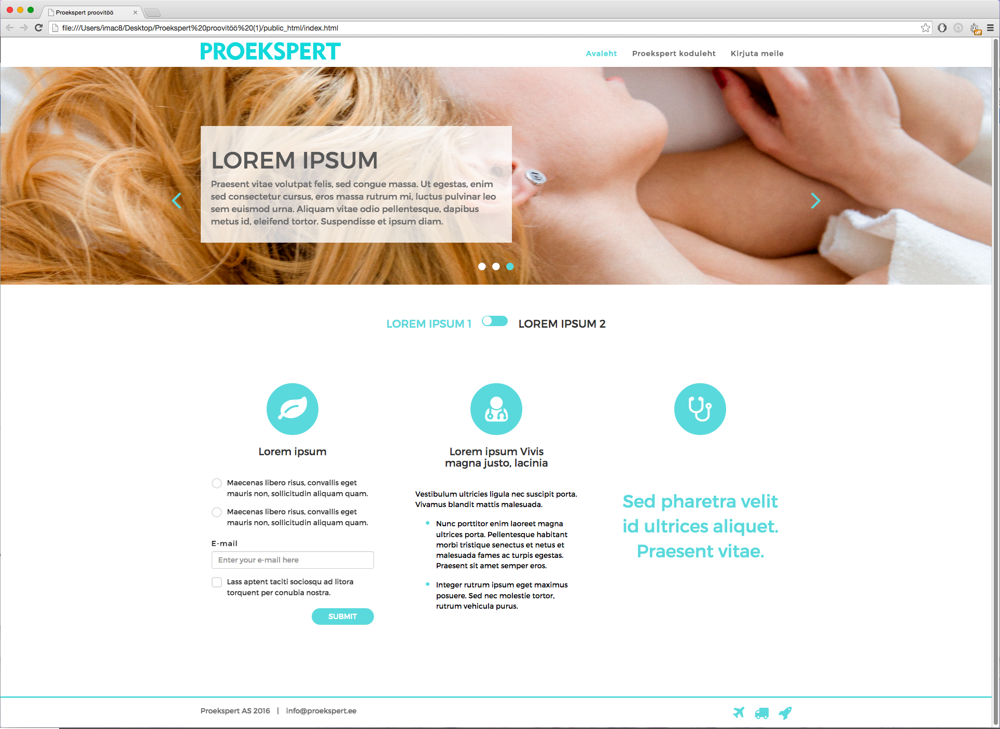 Proekspert proovitöö
file:///Users/imac8/Desktop/Proekspert%20proovitöö%20(1)/public_html/index.html
off
PROEKSPERT
Avaleht
Proekspert koduleht
Kirjuta meile
LOREM IPSUM
Praesent vitae volutpat felis, sed congue massa. Ut egestas, enim
sed consectetur cursus, eros massa rutrum mi, luctus pulvinar leo
sem euismod urna. Aliquam vitae odio pellentesque, dapibus
metus id, eleifend tortor. Suspendisse et ipsum diam.
LOREM IPSUM 1
LOREM IPSUM 2
Lorem ipsum
Maecenas libero risus, convallis eget
mauris non, sollicitudin aliquam quam.
Maecenas libero risus, convallis eget
mauris non, sollicitudin aliquam quam.
E-mail
Enter your e-mail here
Lass aptent taciti sociosqu ad litora
torquent per conubia nostra.
SUBMIT
Lorem ipsum Vivis
magna justo, lacinia
Vestibulum ultricies ligula nec suscipit porta.
Vivamus blandit mattis malesuada.
Nunc porttitor enim laoreet magna
ultrices porta. Pellentesque habitant
morbi tristique senectus et netus et
malesuada fames ac turpis egestas.
Praesent sit amet semper eros.
Integer rutrum ipsum eget maximus
posuere. Sed nec molestie tortor,
rutrum vehicula purus.
Sed pharetra velit
id ultrices aliquet.
Praesent vitae.
Proekspert AS 2016 | info@proekspert.ee